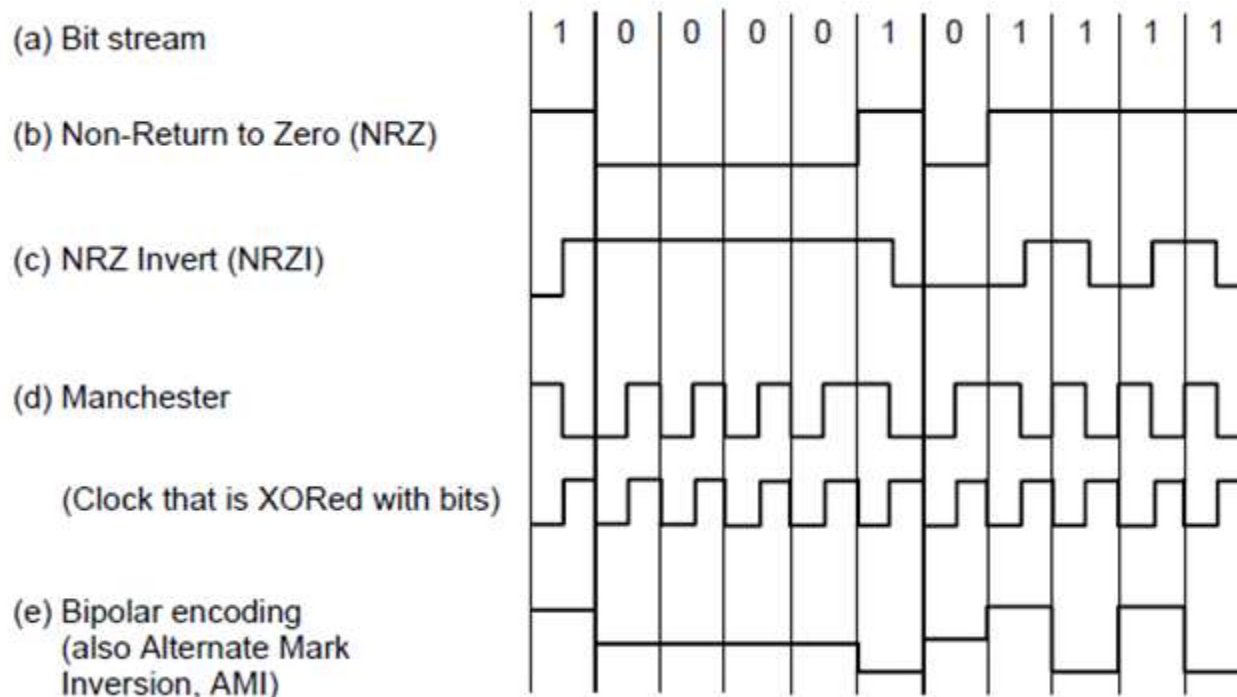 (a) Bit stream 1 0 0 0 0 1 0 1 1 1 1
(b) Non-Return to Zero (NRZ)
(c) NRZ Invert (NRZI)
(d) Manchester
(Clock that is XORed with bits)
(e) Bipolar encoding
(also Alternate Mark
Inversion, AMI)